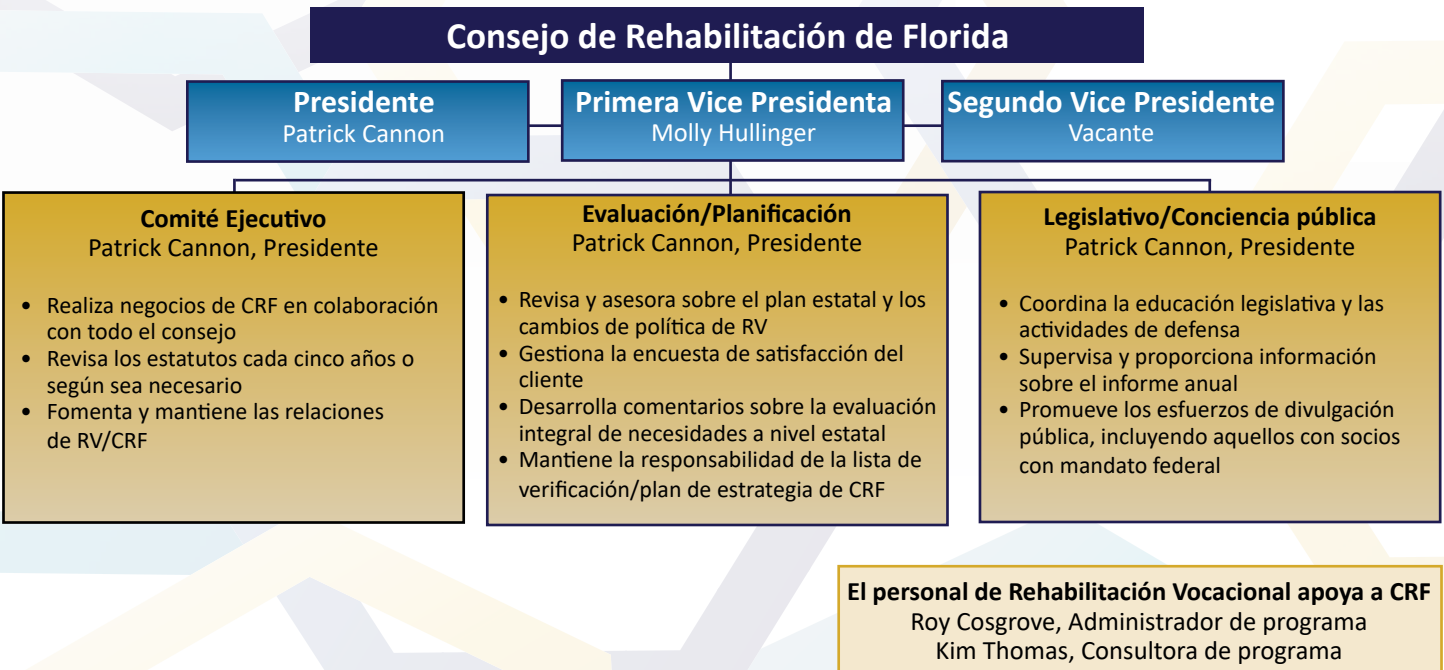 Consejo de Rehabilitación de Florida
Presidente
Patrick Cannon
Primera Vice Presidenta
Molly Hullinger
Segundo Vice Presidente
Vacante
Comité Ejecutivo
Patrick Cannon, Presidente
• Realiza negocios de CRF en colaboración
con todo el consejo
• Revisa los estatutos cada cinco años o
según sea necesario
• Fomenta y mantiene las relaciones
de RV/CRF
Evaluación/Planificación
Patrick Cannon, Presidente
• Revisa y asesora sobre el plan estatal y los
cambios de política de RV
• Gestiona la encuesta de satisfacción del
cliente
• Desarrolla comentarios sobre la evaluación
integral de necesidades a nivel estatal
• Mantiene la responsabilidad de la lista de
verificación/plan de estrategia de CRF
Legislativo/Conciencia pública
Patrick Cannon, Presidente
• Coordina la educación legislativa y las
actividades de defensa
• Supervisa y proporciona información
sobre el informe anual
• Promueve los esfuerzos de divulgación
pública, incluyendo aquellos con socios
con mandato federal
El personal de Rehabilitación Vocacional apoya a CRF
Roy Cosgrove, Administrador de programa
Kim Thomas, Consultora de programa